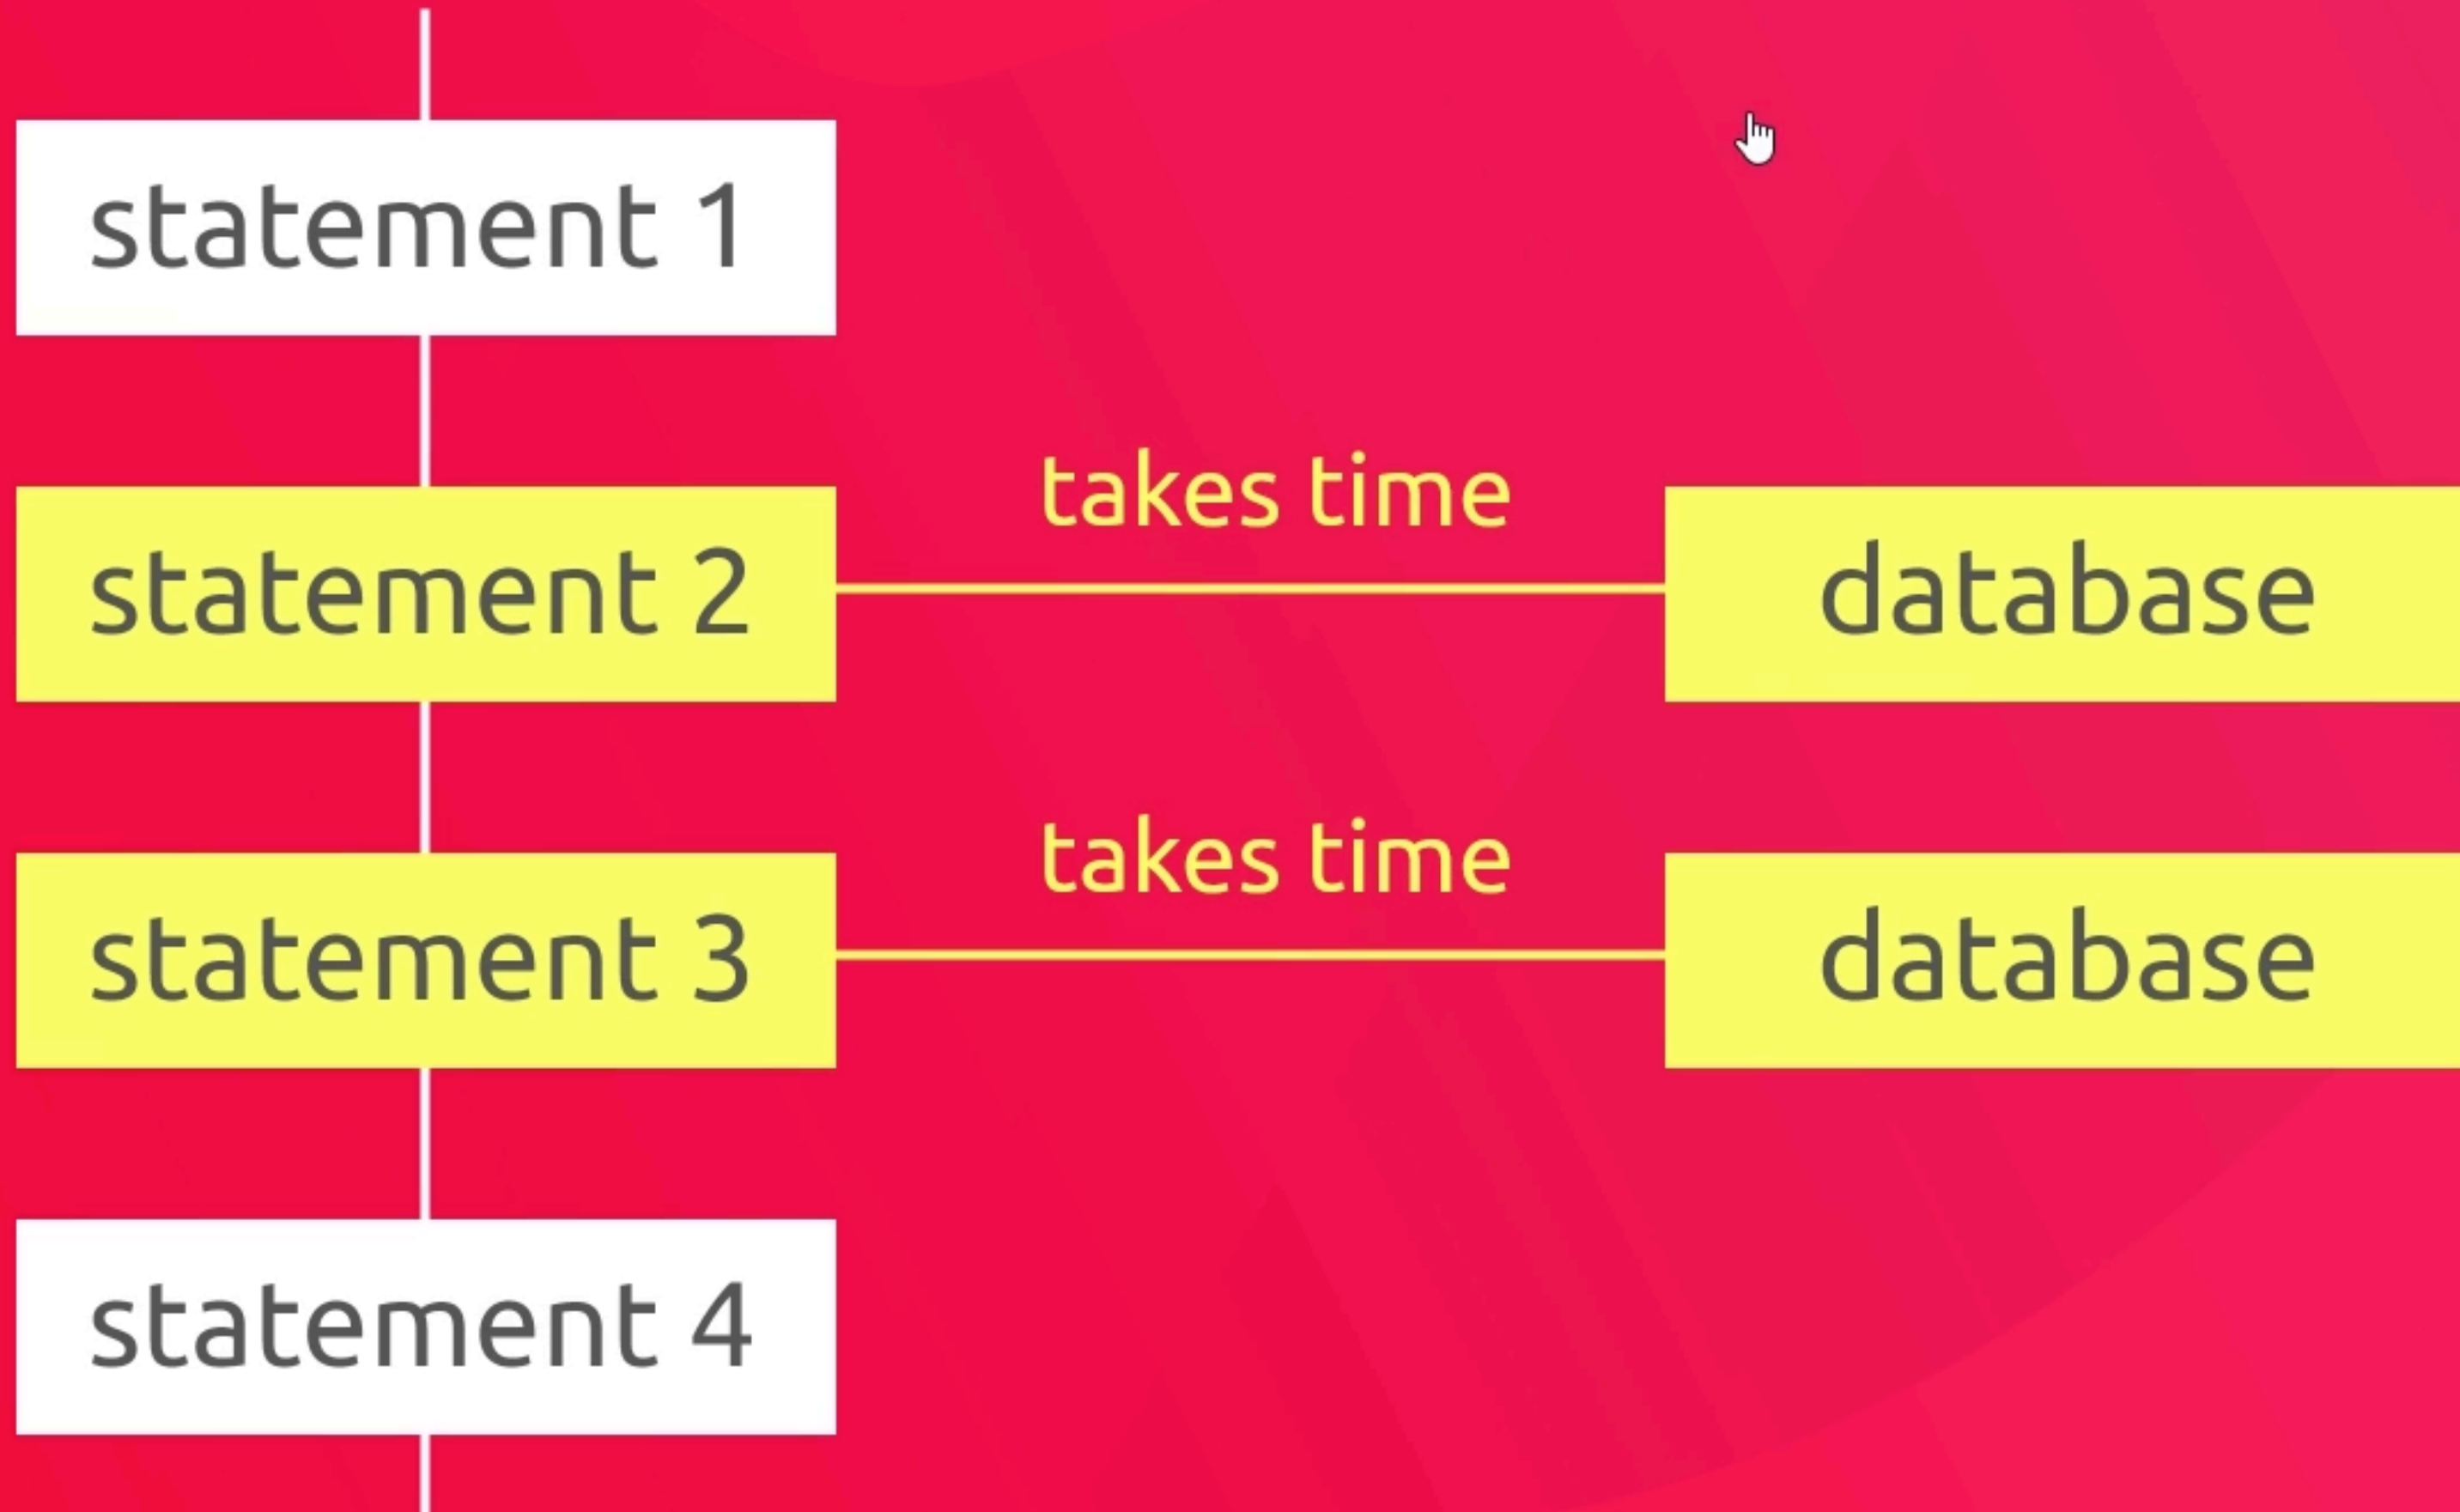 statement 1
takes time
statement 2
database
takes time
statement 3
database
statement 4